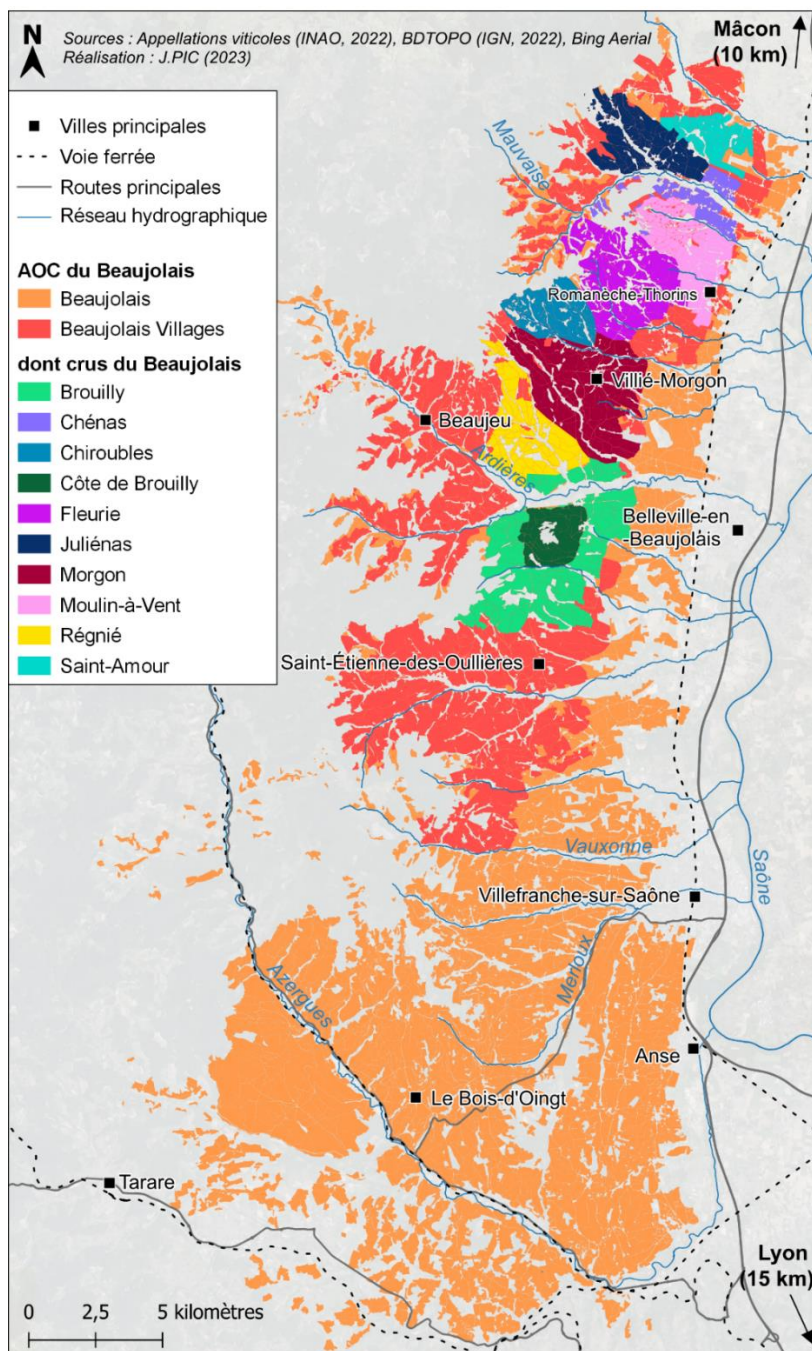 N
Sources : Appellations viticoles (INAO, 2022), BDTOPO (IGN, 2022), Bing Aerial
Réalisation : J.PIC (2023)
Mâcon
(10 km)
Villes principales
Voie ferrée
Routes principales
Réseau hydrographique
AOC du Beaujolais
Beaujolais
Beaujolais Villages
dont crus du Beaujolais
Brouilly
Chénas
Chiroubles
Côte de Brouilly
Fleurie
Juliénas
Morgon
Moulin-à-Vent
Régnié
Saint-Amour
Mauvaise
Romanèche-Thorins
Villié-Morgon
Beaujeu
Ardières
Belleville-en
-Beaujolais
Saint-Étienne-des-Oullières
Vauxonne
Saône
Villefranche-sur-Saône
Merloux
Azergues
Anse
Le Bois-d'Oingt
Tarare
Lyon
(15 km)
0 2,5 5 kilomètres